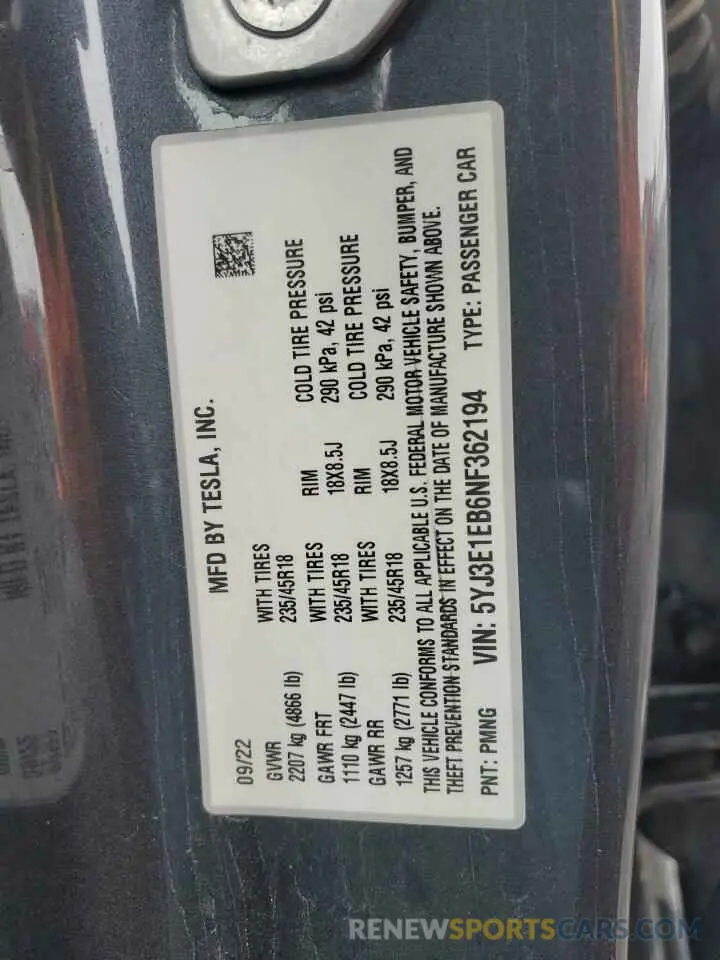 MFD BY TESLA, INC.
09/22
GVWR WITH TIRES RIM COLD TIRE PRESSURE
2207 kg (4866 lb) 235/45R18 18X8.5J 290 kPa, 42 psi
GAWR FRT WITH TIRES RIM COLD TIRE PRESSURE
1110 kg (2447 lb) 235/45R18 18X8.5J 290 kPa, 42 psi
GAWR RR WITH TIRES
1257 kg (2771 lb) 235/45R18
THIS VEHICLE CONFORMS TO ALL APPLICABLE U.S. FEDERAL MOTOR VEHICLE SAFETY, BUMPER, AND
THEFT PREVENTION STANDARDS IN EFFECT ON THE DATE OF MANUFACTURE SHOWN ABOVE.
PNT: PMNG VIN: 5YJ3E1EB6NF362194 TYPE: PASSENGER CAR
RENEWSPORTSCARS.COM